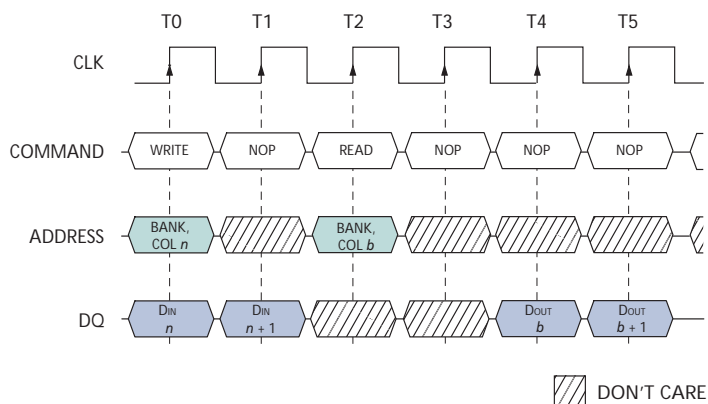 T0 T1 T2 T3 T4 T5
CLK
COMMAND WRITE NOP READ NOP NOP NOP
ADDRESS BANK, COL n BANK, COL b
DQ DIN n DIN n + 1 DOUT b DOUT b + 1
DON'T CARE